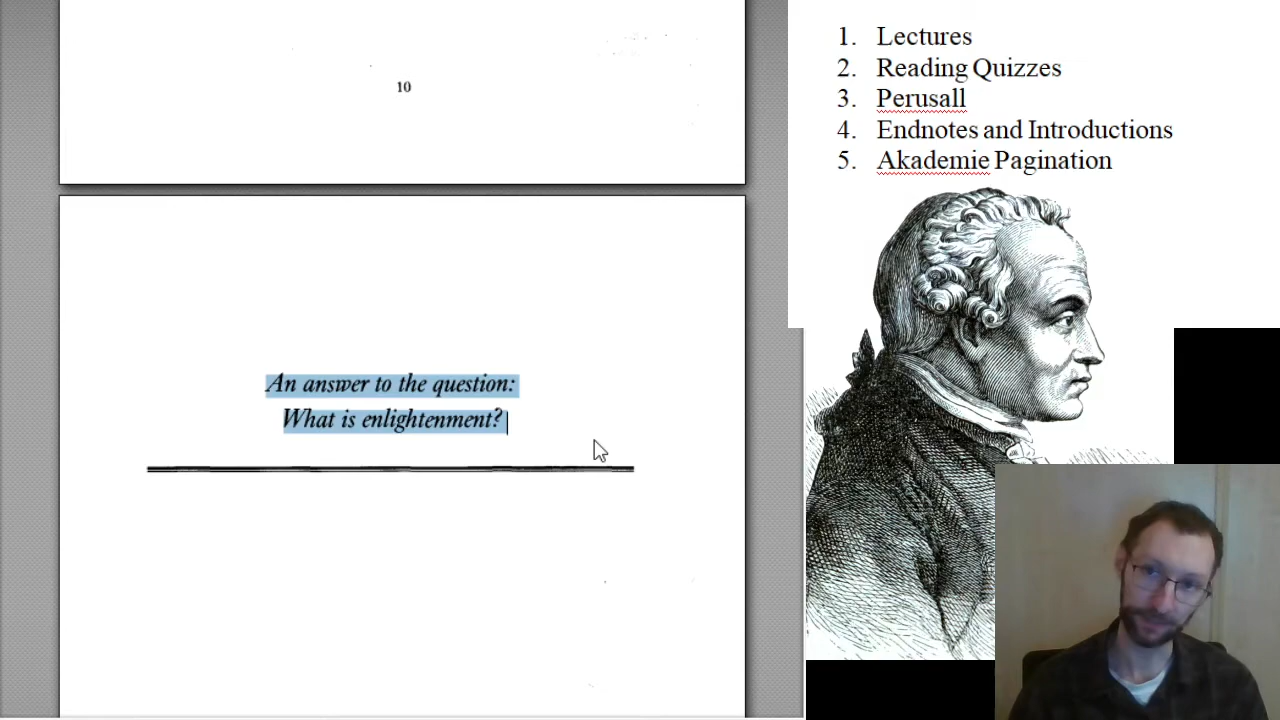 10
An answer to the question:
What is enlightenment?
1. Lectures
2. Reading Quizzes
3. Perusall
4. Endnotes and Introductions
5. Akademie Pagination